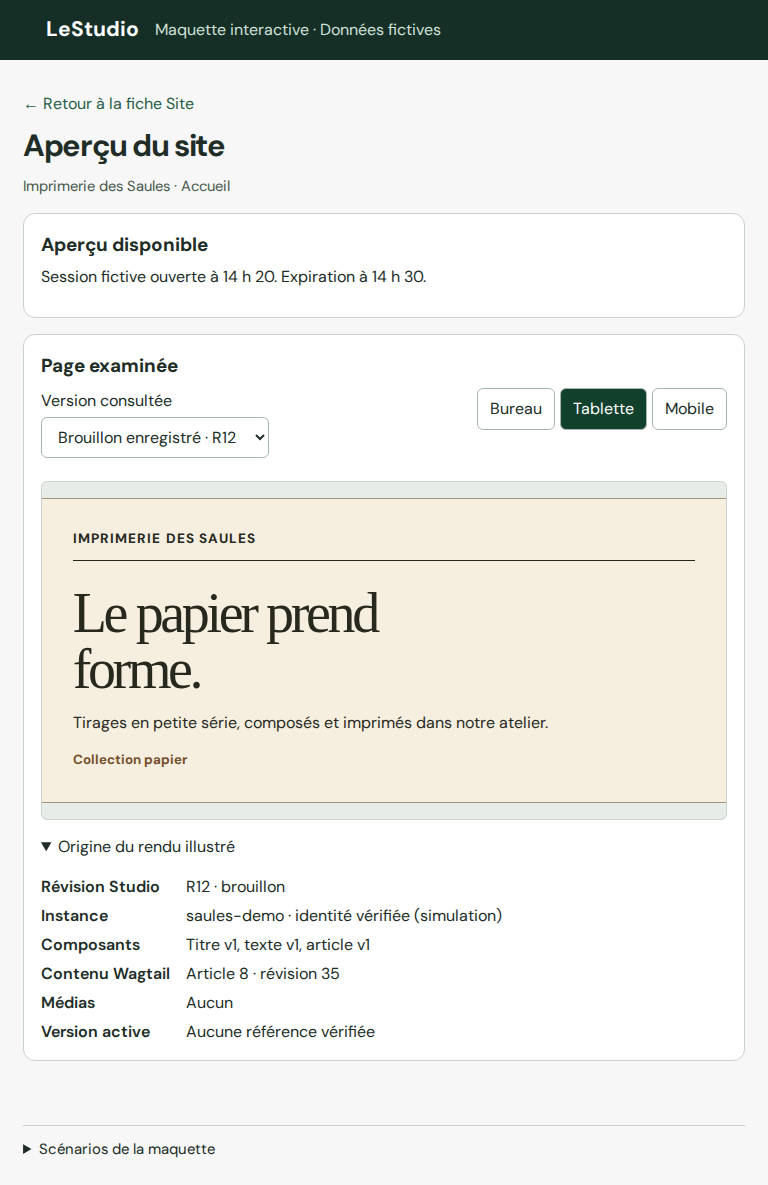 LeStudio Maquette interactive · Données fictives
← Retour à la fiche Site
Aperçu du site
Imprimerie des Saules · Accueil
Aperçu disponible
Session fictive ouverte à 14 h 20. Expiration à 14 h 30.
Page examinée
Version consultée
Bureau Tablette Mobile
Brouillon enregistré · R12
IMPRIMERIE DES SAULES
Le papier prend
forme.
Tirages en petite série, composés et imprimés dans notre atelier.
Collection papier
▼ Origine du rendu illustré
Révision Studio R12 · brouillon
Instance saules-demo · identité vérifiée (simulation)
Composants Titre v1, texte v1, article v1
Contenu Wagtail Article 8 · révision 35
Médias Aucun
Version active Aucune référence vérifiée
▶ Scénarios de la maquette